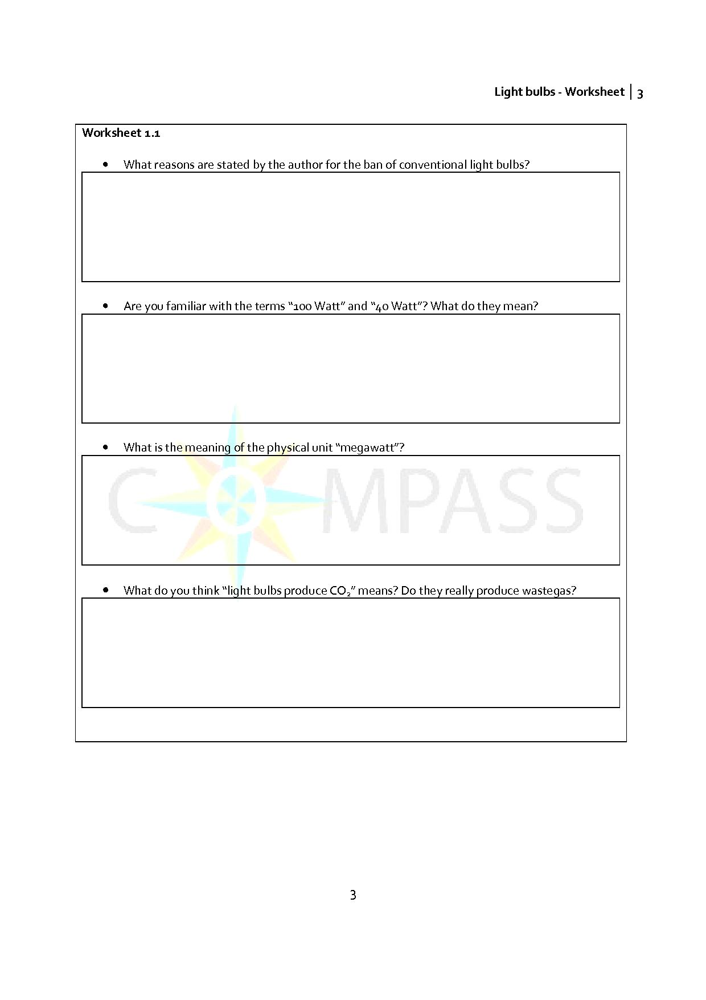 Light bulbs - Worksheet 3
Worksheet 1.1
• What reasons are stated by the author for the ban of conventional light bulbs?
• Are you familiar with the terms “100 Watt” and “40 Watt”? What do they mean?
• What is the meaning of the physical unit “megawatt”?
COMPASS
• What do you think “light bulbs produce CO₂” means? Do they really produce wastegas?
3